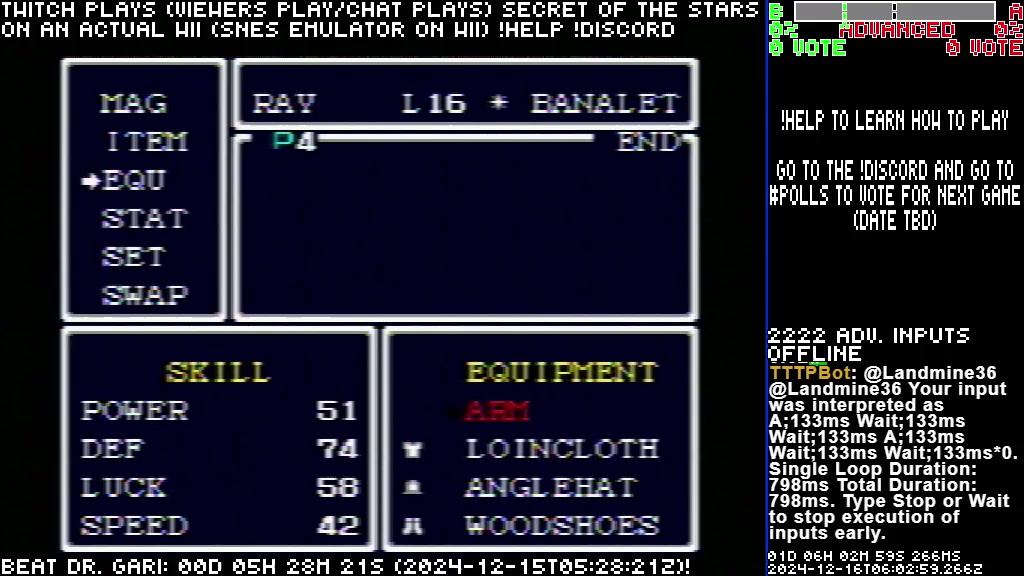 TWITCH PLAYS (VIEWERS PLAY/CHAT PLAYS) SECRET OF THE STARS
ON AN ACTUAL WII (SNES EMULATOR ON WII) !HELP !DISCORD
B A
0% ADVANCED 0%
0 VOTE 0 VOTE
MAG
ITEM
EQU
STAT
SET
SWAP
RAY L16 * BANALET
P4 END
SKILL
POWER 51
DEF 74
LUCK 58
SPEED 42
EQUIPMENT
ARM
LOINCLOTH
ANGLEHAT
WOODSHOES
!HELP TO LEARN HOW TO PLAY
GO TO THE !DISCORD AND GO TO
#POLLS TO VOTE FOR NEXT GAME
(DATE TBD)
2222 ADV. INPUTS
OFFLINE
TTTPBot: @Landmine36
@Landmine36 Your input
was interpreted as
A;133ms Wait;133ms
Wait;133ms A;133ms
Wait;133ms Wait;133ms*0.
Single Loop Duration:
798ms Total Duration:
798ms. Type Stop or Wait
to stop execution of
inputs early.
01D 06H 02M 59S 266MS
2024-12-16T06:02:59.266Z
BEAT DR. GARI: 00D 05H 28M 21S (2024-12-15T05:28:21Z)!